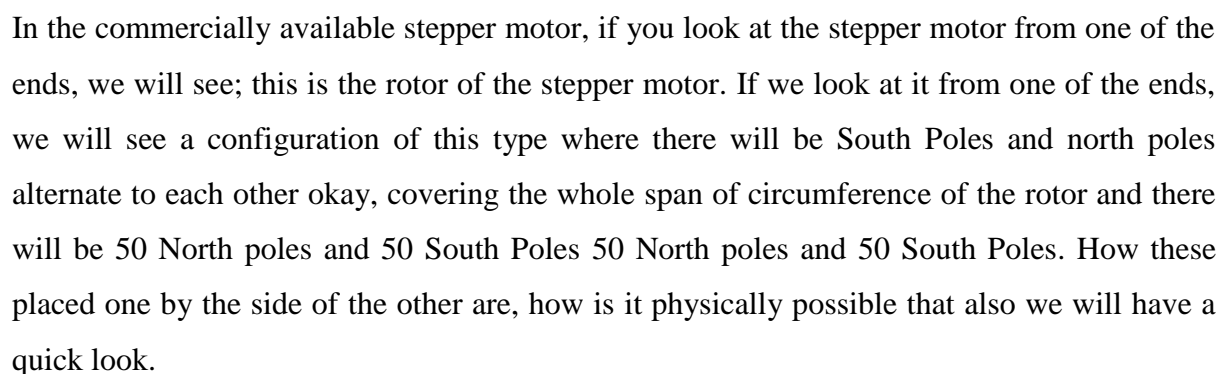 In the commercially available stepper motor, if you look at the stepper motor from one of the
ends, we will see; this is the rotor of the stepper motor. If we look at it from one of the ends,
we will see a configuration of this type where there will be South Poles and north poles
alternate to each other okay, covering the whole span of circumference of the rotor and there
will be 50 North poles and 50 South Poles 50 North poles and 50 South Poles. How these
placed one by the side of the other are, how is it physically possible that also we will have a
quick look.